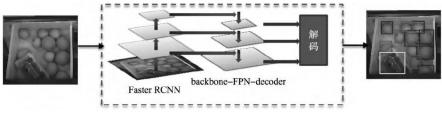 解
码
Faster RCNN
backbone-FPN-decoder